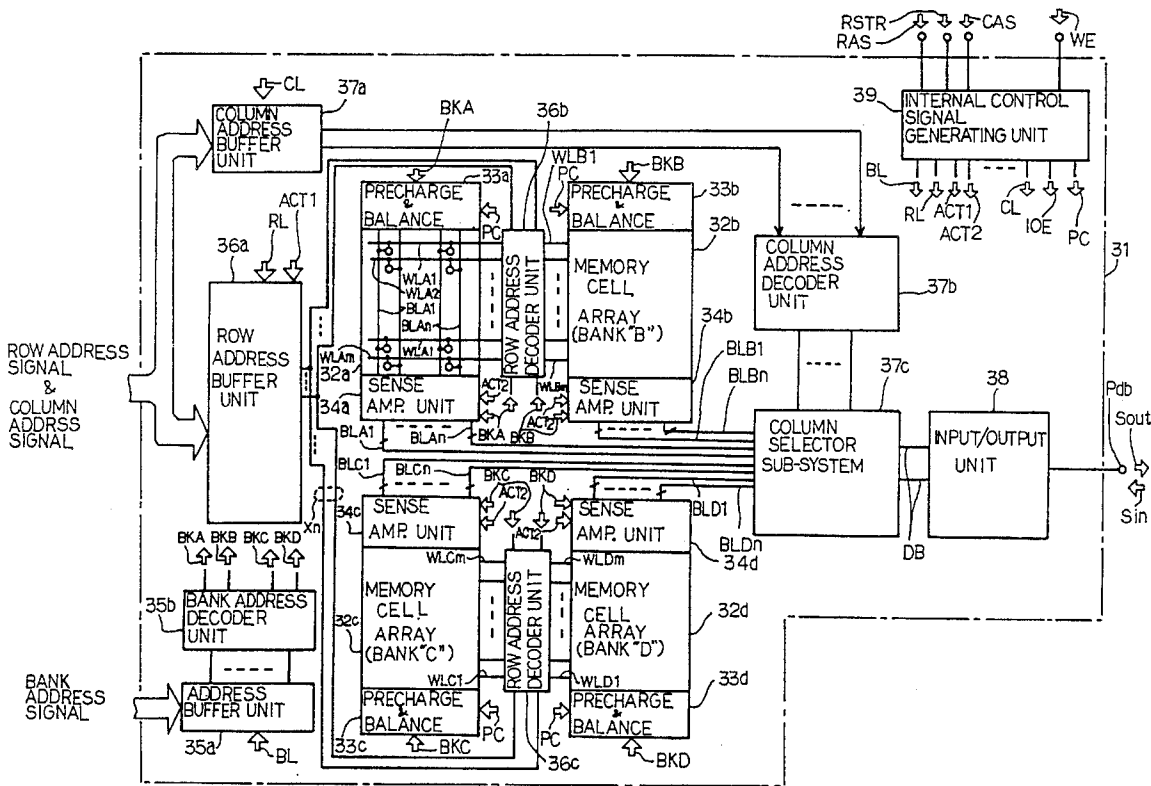 RSTR
RAS
CAS
WE
39
INTERNAL CONTROL
SIGNAL
GENERATING UNIT
BL
RL
ACT1
ACT2
CL
IOE
PC
31
CL
37a
COLUMN
ADDRESS
BUFFER
UNIT
BKA
36b
WLB1
PC
BKB
33a
PRECHARGE
&
BALANCE
PC
PRECHARGE
&
BALANCE
33b
32b
36a
RL
ACT1
ROW
ADDRESS
BUFFER
UNIT
WLA1
WLA2
BLA1
BLAn
WLA1
WLAm
32a
ROW ADDRESS
DECODER UNIT
MEMORY
CELL
ARRAY
(BANK "B")
34b
COLUMN
ADDRESS
DECODER
UNIT
37b
ROW ADDRESS
SIGNAL
&
COLUMN
ADDRSS
SIGNAL
SENSE
AMP. UNIT
34a
ACT2
WLBm
BKA
BKB
ACT2
SENSE
AMP. UNIT
BLB1
BLBn
BLA1
BLAn
37c
COLUMN
SELECTOR
SUB-SYSTEM
38
INPUT/OUTPUT
UNIT
Pdb
Sout
Sin
DB
BLC1
BLCn
BKC
ACT2
BKD
BLD1
BLDn
Xn
34c
SENSE
AMP. UNIT
ACT2
SENSE
AMP. UNIT
34d
BKA
BKB
BKC
BKD
35b
BANK ADDRESS
DECODER
UNIT
WLCm
WLDm
MEMORY
CELL
ARRAY
(BANK "C")
32c
ROW ADDRESS
DECODER UNIT
MEMORY
CELL
ARRAY
(BANK "D")
32d
WLC1
WLD1
BANK
ADDRESS
SIGNAL
ADDRESS
BUFFER UNIT
35a
BL
PRECHARGE
&
BALANCE
33c
PC
BKC
36c
PC
PRECHARGE
&
BALANCE
33d
BKD